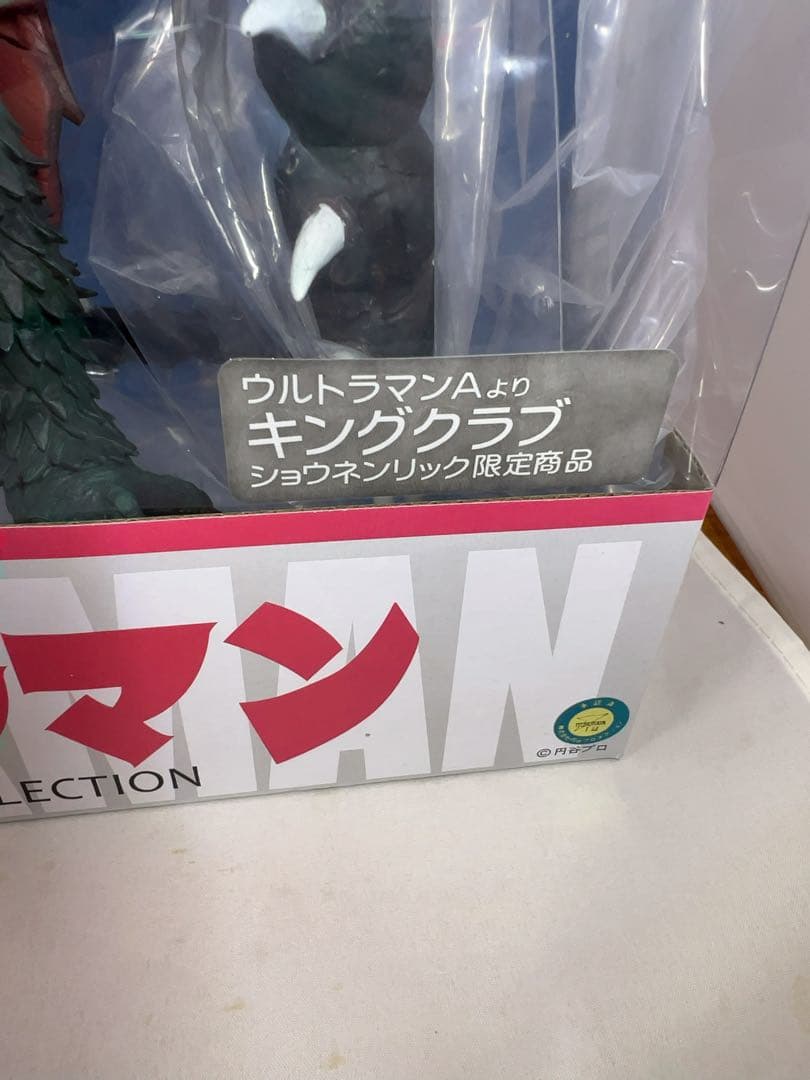 ウルトラマンAより
キングクラブ
ショウネンリック限定商品
マン
MAN
LECTION
©円谷プロ